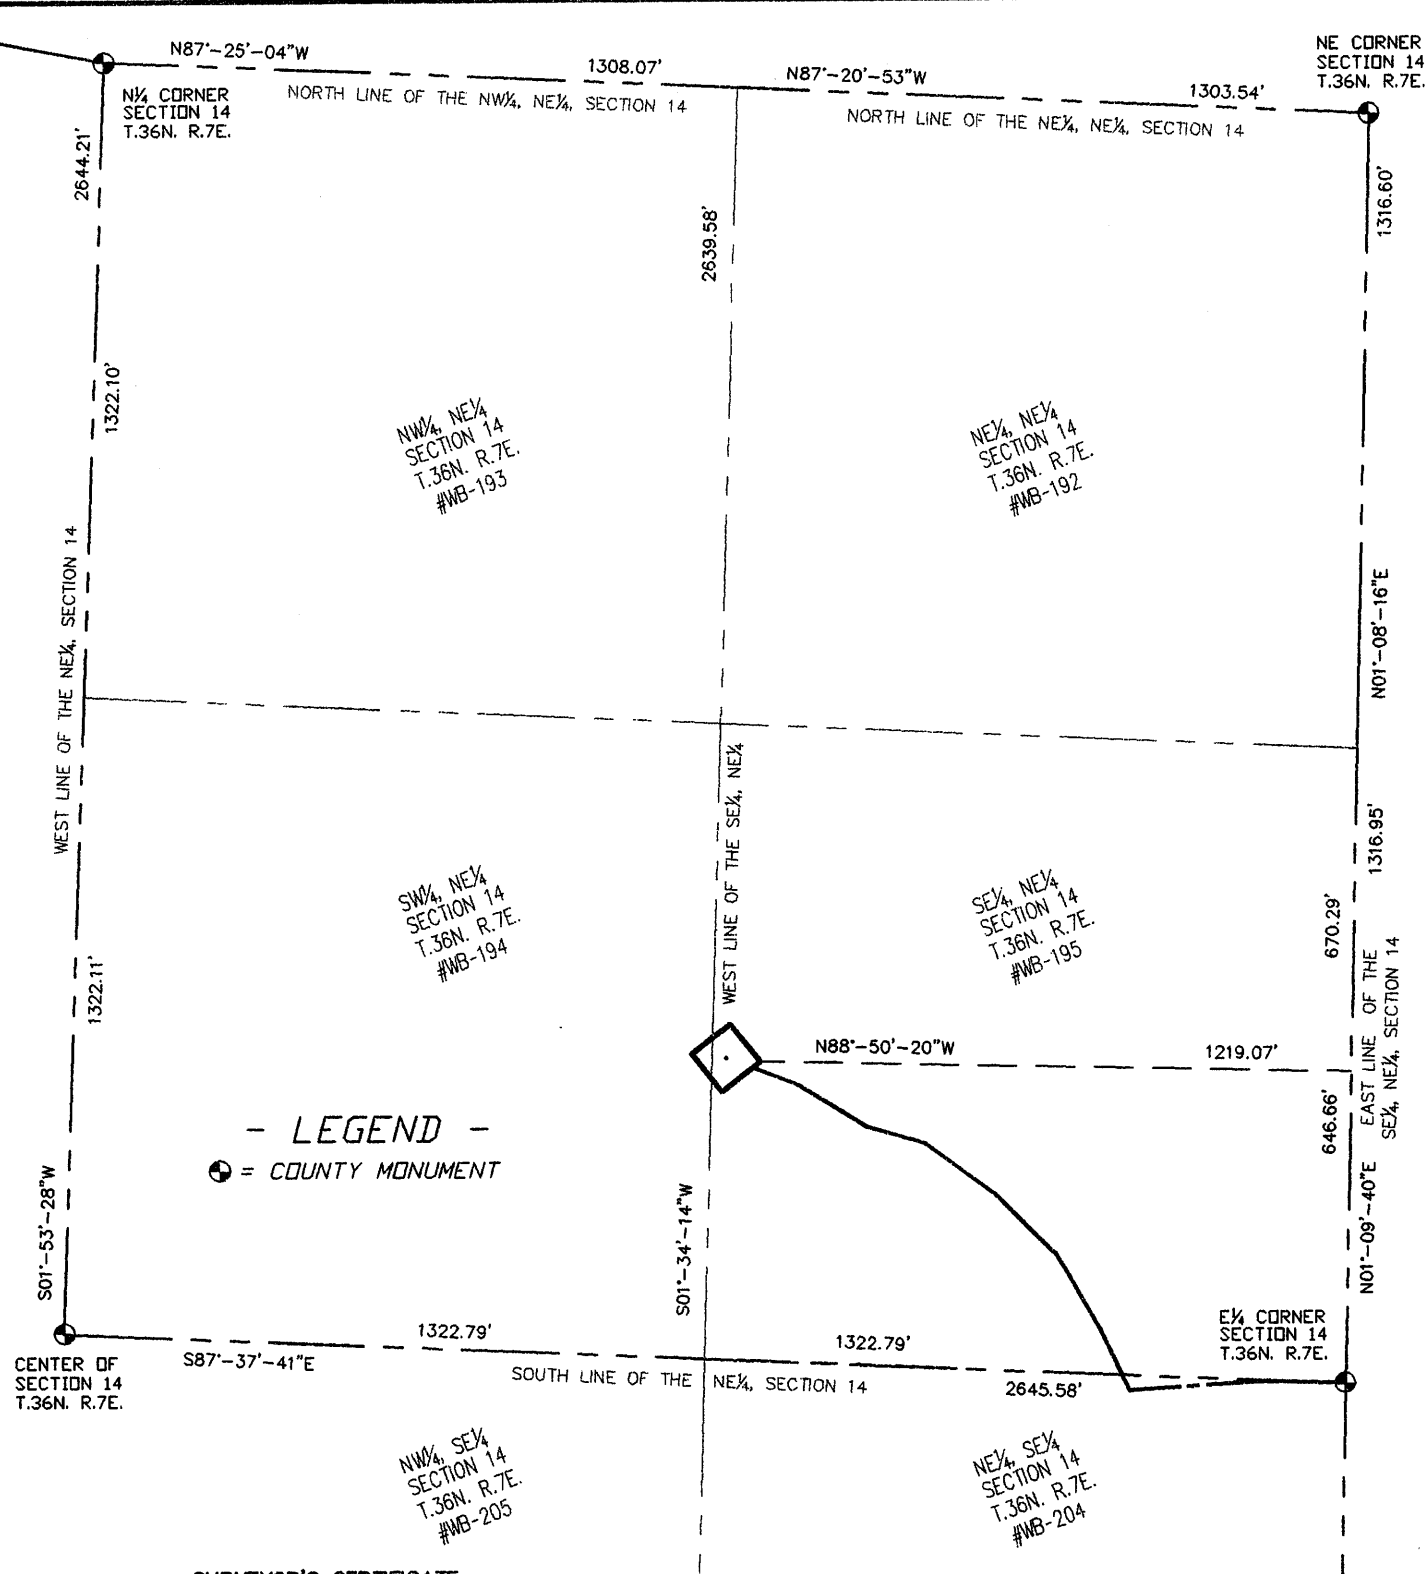 N87°-25'-04"W
1308.07'
N87°-20'-53"W
1303.54'
NE CORNER
SECTION 14
T.36N. R.7E.
NORTH LINE OF THE NW¼, NE¼, SECTION 14
NORTH LINE OF THE NE¼, NE¼, SECTION 14
N¼ CORNER
SECTION 14
T.36N. R.7E.
2644.21'
2639.58'
1316.60'
1322.10'
NW¼, NE¼
SECTION 14
T.36N. R.7E.
#WB-193
NE¼, NE¼
SECTION 14
T.36N. R.7E.
#WB-192
WEST LINE OF THE NE¼, SECTION 14
N01°-08'-16"E
WEST LINE OF THE SE¼, NE¼
1316.95'
SW¼, NE¼
SECTION 14
T.36N. R.7E.
#WB-194
SE¼, NE¼
SECTION 14
T.36N. R.7E.
#WB-195
670.29'
1322.11'
EAST LINE OF THE
SE¼, NE¼, SECTION 14
N88°-50'-20"W
1219.07'
646.66'
- LEGEND -
= COUNTY MONUMENT
S01°-53'-28"W
S01°-34'-14"W
N01°-09'-40"E
E¼ CORNER
SECTION 14
T.36N. R.7E.
1322.79'
1322.79'
CENTER OF
SECTION 14
T.36N. R.7E.
S87°-37'-41"E
SOUTH LINE OF THE NE¼, SECTION 14
2645.58'
NW¼, SE¼
SECTION 14
T.36N. R.7E.
#WB-205
NE¼, SE¼
SECTION 14
T.36N. R.7E.
#WB-204